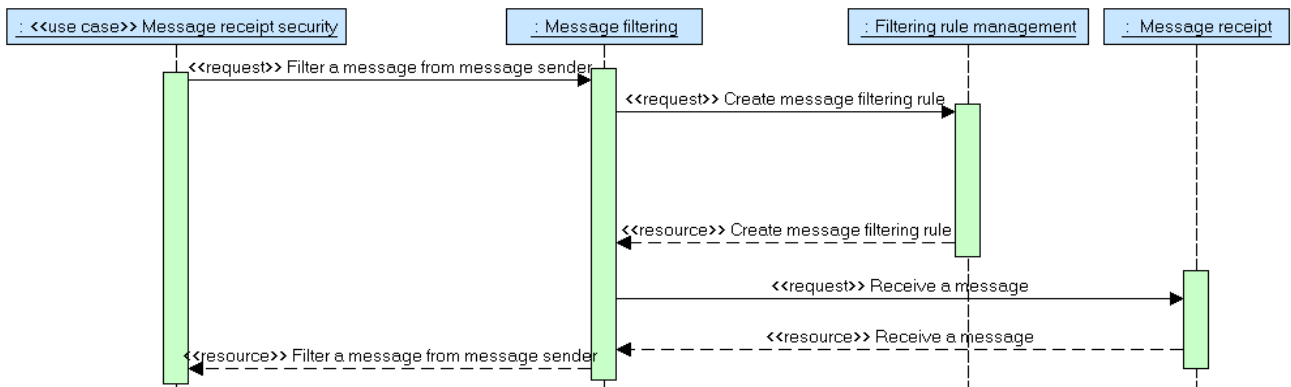 : <<use case>> Message receipt security
: Message filtering
: Filtering rule management
: Message receipt
<<request>> Filter a message from message sender
<<request>> Create message filtering rule
<<resource>> Create message filtering rule
<<request>> Receive a message
<<resource>> Receive a message
<<resource>> Filter a message from message sender